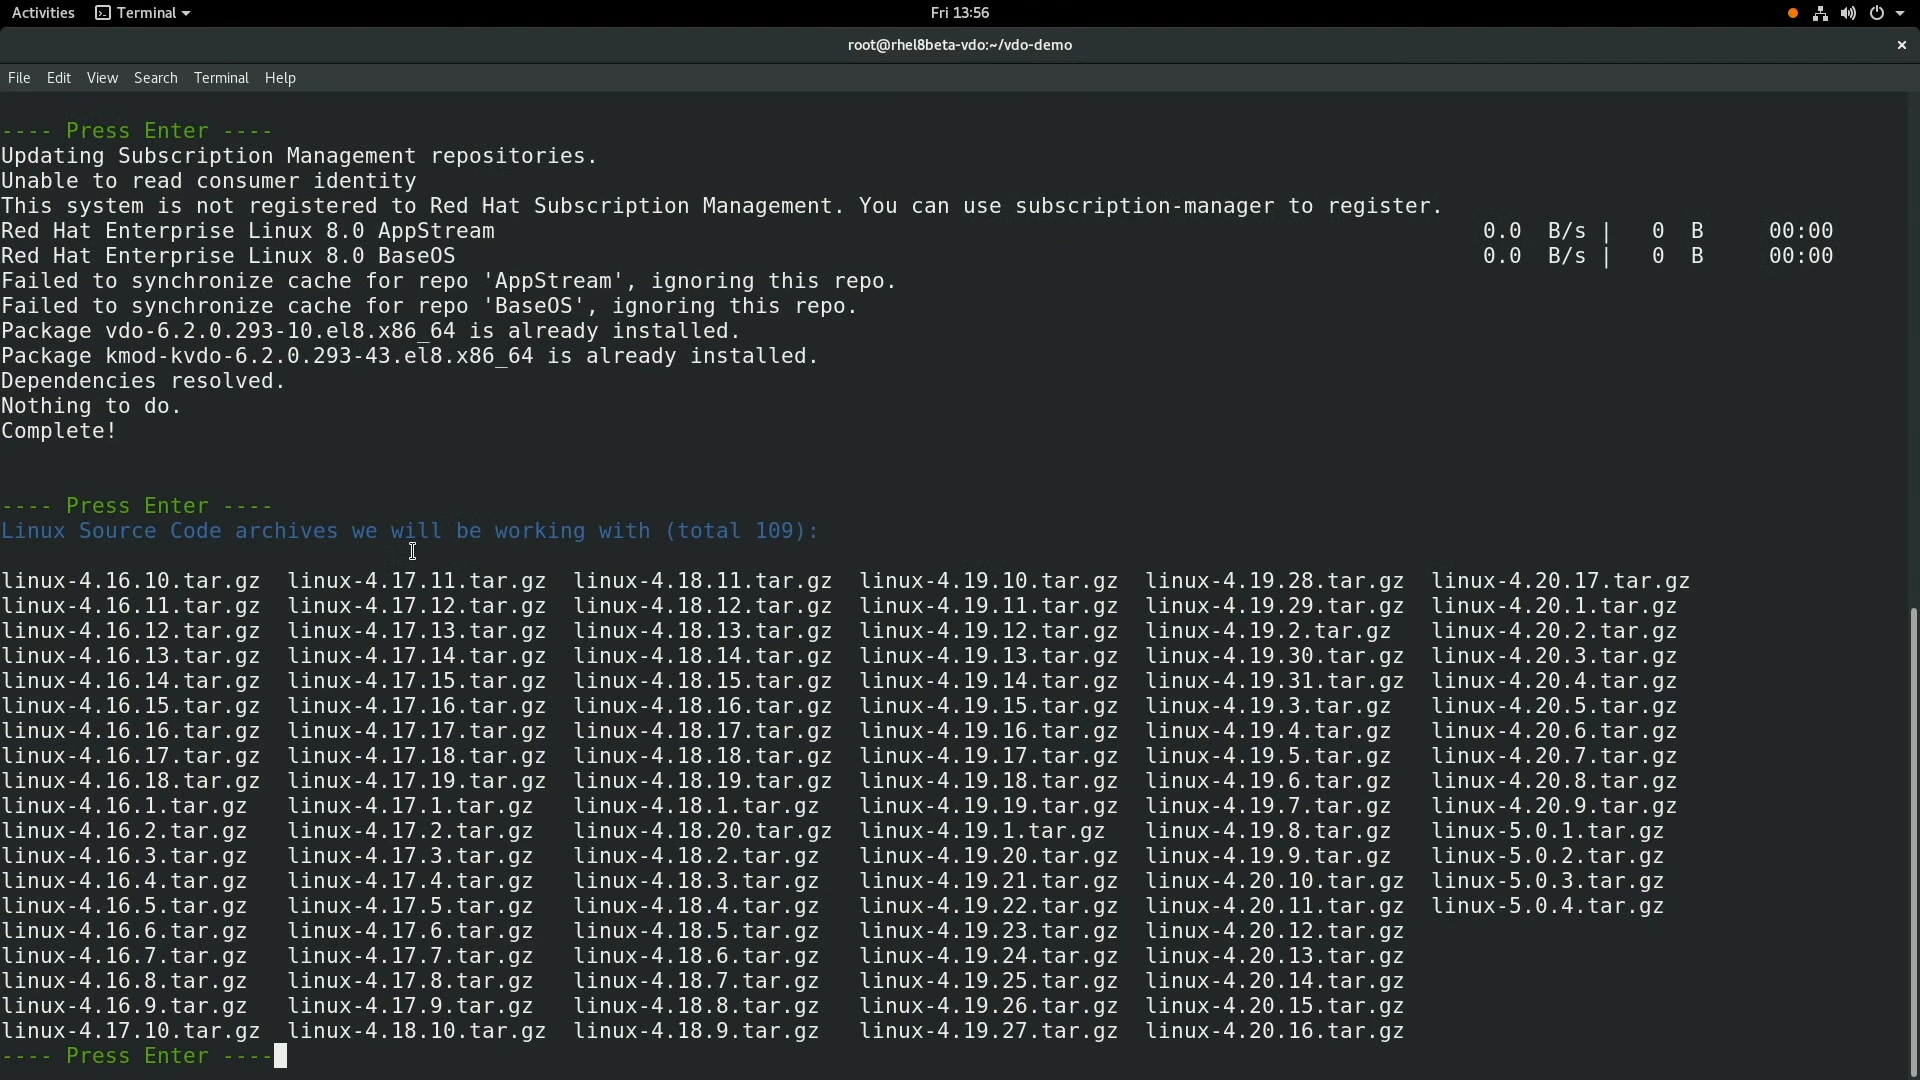 Activities Terminal Fri 13:56
root@rhel8beta-vdo:~/vdo-demo
File Edit View Search Terminal Help
---- Press Enter ----
Updating Subscription Management repositories.
Unable to read consumer identity
This system is not registered to Red Hat Subscription Management. You can use subscription-manager to register.
Red Hat Enterprise Linux 8.0 AppStream 0.0 B/s | 0 B 00:00
Red Hat Enterprise Linux 8.0 BaseOS 0.0 B/s | 0 B 00:00
Failed to synchronize cache for repo 'AppStream', ignoring this repo.
Failed to synchronize cache for repo 'BaseOS', ignoring this repo.
Package vdo-6.2.0.293-10.el8.x86_64 is already installed.
Package kmod-kvdo-6.2.0.293-43.el8.x86_64 is already installed.
Dependencies resolved.
Nothing to do.
Complete!
---- Press Enter ----
Linux Source Code archives we will be working with (total 109):
linux-4.16.10.tar.gz linux-4.17.11.tar.gz linux-4.18.11.tar.gz linux-4.19.10.tar.gz linux-4.19.28.tar.gz linux-4.20.17.tar.gz
linux-4.16.11.tar.gz linux-4.17.12.tar.gz linux-4.18.12.tar.gz linux-4.19.11.tar.gz linux-4.19.29.tar.gz linux-4.20.1.tar.gz
linux-4.16.12.tar.gz linux-4.17.13.tar.gz linux-4.18.13.tar.gz linux-4.19.12.tar.gz linux-4.19.2.tar.gz linux-4.20.2.tar.gz
linux-4.16.13.tar.gz linux-4.17.14.tar.gz linux-4.18.14.tar.gz linux-4.19.13.tar.gz linux-4.19.30.tar.gz linux-4.20.3.tar.gz
linux-4.16.14.tar.gz linux-4.17.15.tar.gz linux-4.18.15.tar.gz linux-4.19.14.tar.gz linux-4.19.31.tar.gz linux-4.20.4.tar.gz
linux-4.16.15.tar.gz linux-4.17.16.tar.gz linux-4.18.16.tar.gz linux-4.19.15.tar.gz linux-4.19.3.tar.gz linux-4.20.5.tar.gz
linux-4.16.16.tar.gz linux-4.17.17.tar.gz linux-4.18.17.tar.gz linux-4.19.16.tar.gz linux-4.19.4.tar.gz linux-4.20.6.tar.gz
linux-4.16.17.tar.gz linux-4.17.18.tar.gz linux-4.18.18.tar.gz linux-4.19.17.tar.gz linux-4.19.5.tar.gz linux-4.20.7.tar.gz
linux-4.16.18.tar.gz linux-4.17.19.tar.gz linux-4.18.19.tar.gz linux-4.19.18.tar.gz linux-4.19.6.tar.gz linux-4.20.8.tar.gz
linux-4.16.1.tar.gz linux-4.17.1.tar.gz linux-4.18.1.tar.gz linux-4.19.19.tar.gz linux-4.19.7.tar.gz linux-4.20.9.tar.gz
linux-4.16.2.tar.gz linux-4.17.2.tar.gz linux-4.18.20.tar.gz linux-4.19.1.tar.gz linux-4.19.8.tar.gz linux-5.0.1.tar.gz
linux-4.16.3.tar.gz linux-4.17.3.tar.gz linux-4.18.2.tar.gz linux-4.19.20.tar.gz linux-4.19.9.tar.gz linux-5.0.2.tar.gz
linux-4.16.4.tar.gz linux-4.17.4.tar.gz linux-4.18.3.tar.gz linux-4.19.21.tar.gz linux-4.20.10.tar.gz linux-5.0.3.tar.gz
linux-4.16.5.tar.gz linux-4.17.5.tar.gz linux-4.18.4.tar.gz linux-4.19.22.tar.gz linux-4.20.11.tar.gz linux-5.0.4.tar.gz
linux-4.16.6.tar.gz linux-4.17.6.tar.gz linux-4.18.5.tar.gz linux-4.19.23.tar.gz linux-4.20.12.tar.gz
linux-4.16.7.tar.gz linux-4.17.7.tar.gz linux-4.18.6.tar.gz linux-4.19.24.tar.gz linux-4.20.13.tar.gz
linux-4.16.8.tar.gz linux-4.17.8.tar.gz linux-4.18.7.tar.gz linux-4.19.25.tar.gz linux-4.20.14.tar.gz
linux-4.16.9.tar.gz linux-4.17.9.tar.gz linux-4.18.8.tar.gz linux-4.19.26.tar.gz linux-4.20.15.tar.gz
linux-4.17.10.tar.gz linux-4.18.10.tar.gz linux-4.18.9.tar.gz linux-4.19.27.tar.gz linux-4.20.16.tar.gz
---- Press Enter ----